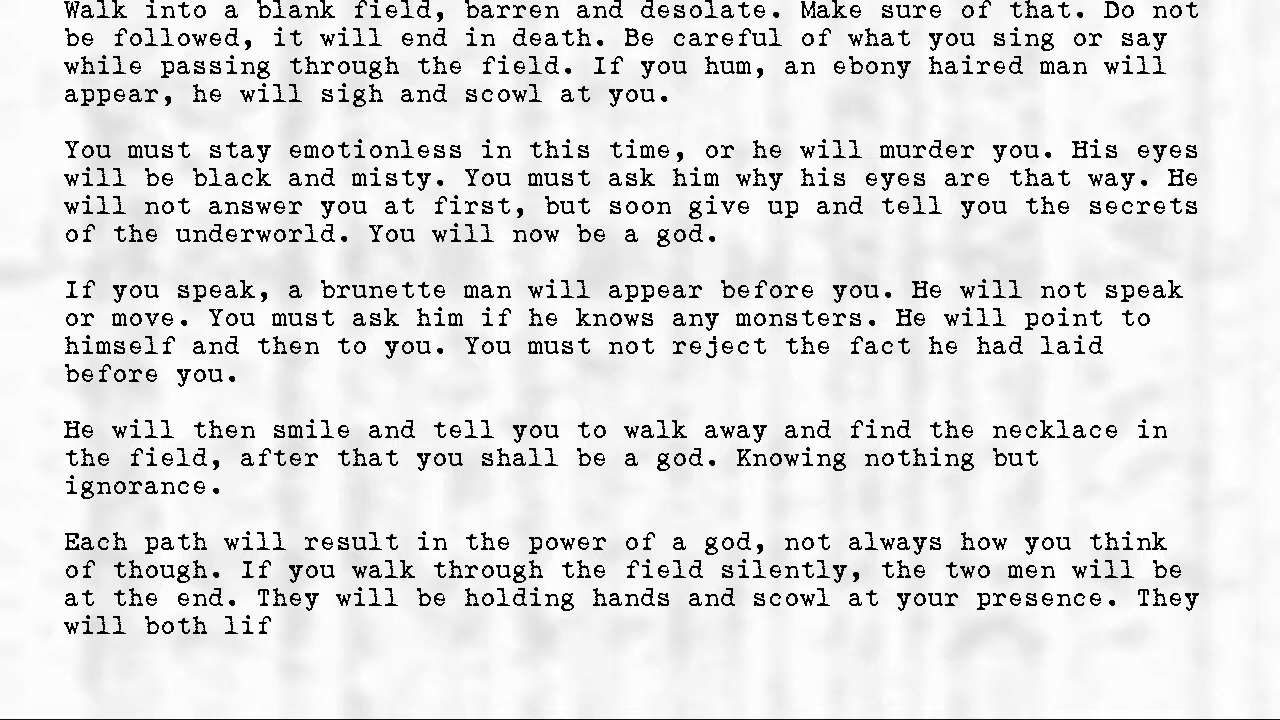 Walk into a blank field, barren and desolate. Make sure of that. Do not
be followed, it will end in death. Be careful of what you sing or say
while passing through the field. If you hum, an ebony haired man will
appear, he will sigh and scowl at you.
You must stay emotionless in this time, or he will murder you. His eyes
will be black and misty. You must ask him why his eyes are that way. He
will not answer you at first, but soon give up and tell you the secrets
of the underworld. You will now be a god.
If you speak, a brunette man will appear before you. He will not speak
or move. You must ask him if he knows any monsters. He will point to
himself and then to you. You must not reject the fact he had laid
before you.
He will then smile and tell you to walk away and find the necklace in
the field, after that you shall be a god. Knowing nothing but
ignorance.
Each path will result in the power of a god, not always how you think
of though. If you walk through the field silently, the two men will be
at the end. They will be holding hands and scowl at your presence. They
will both lif